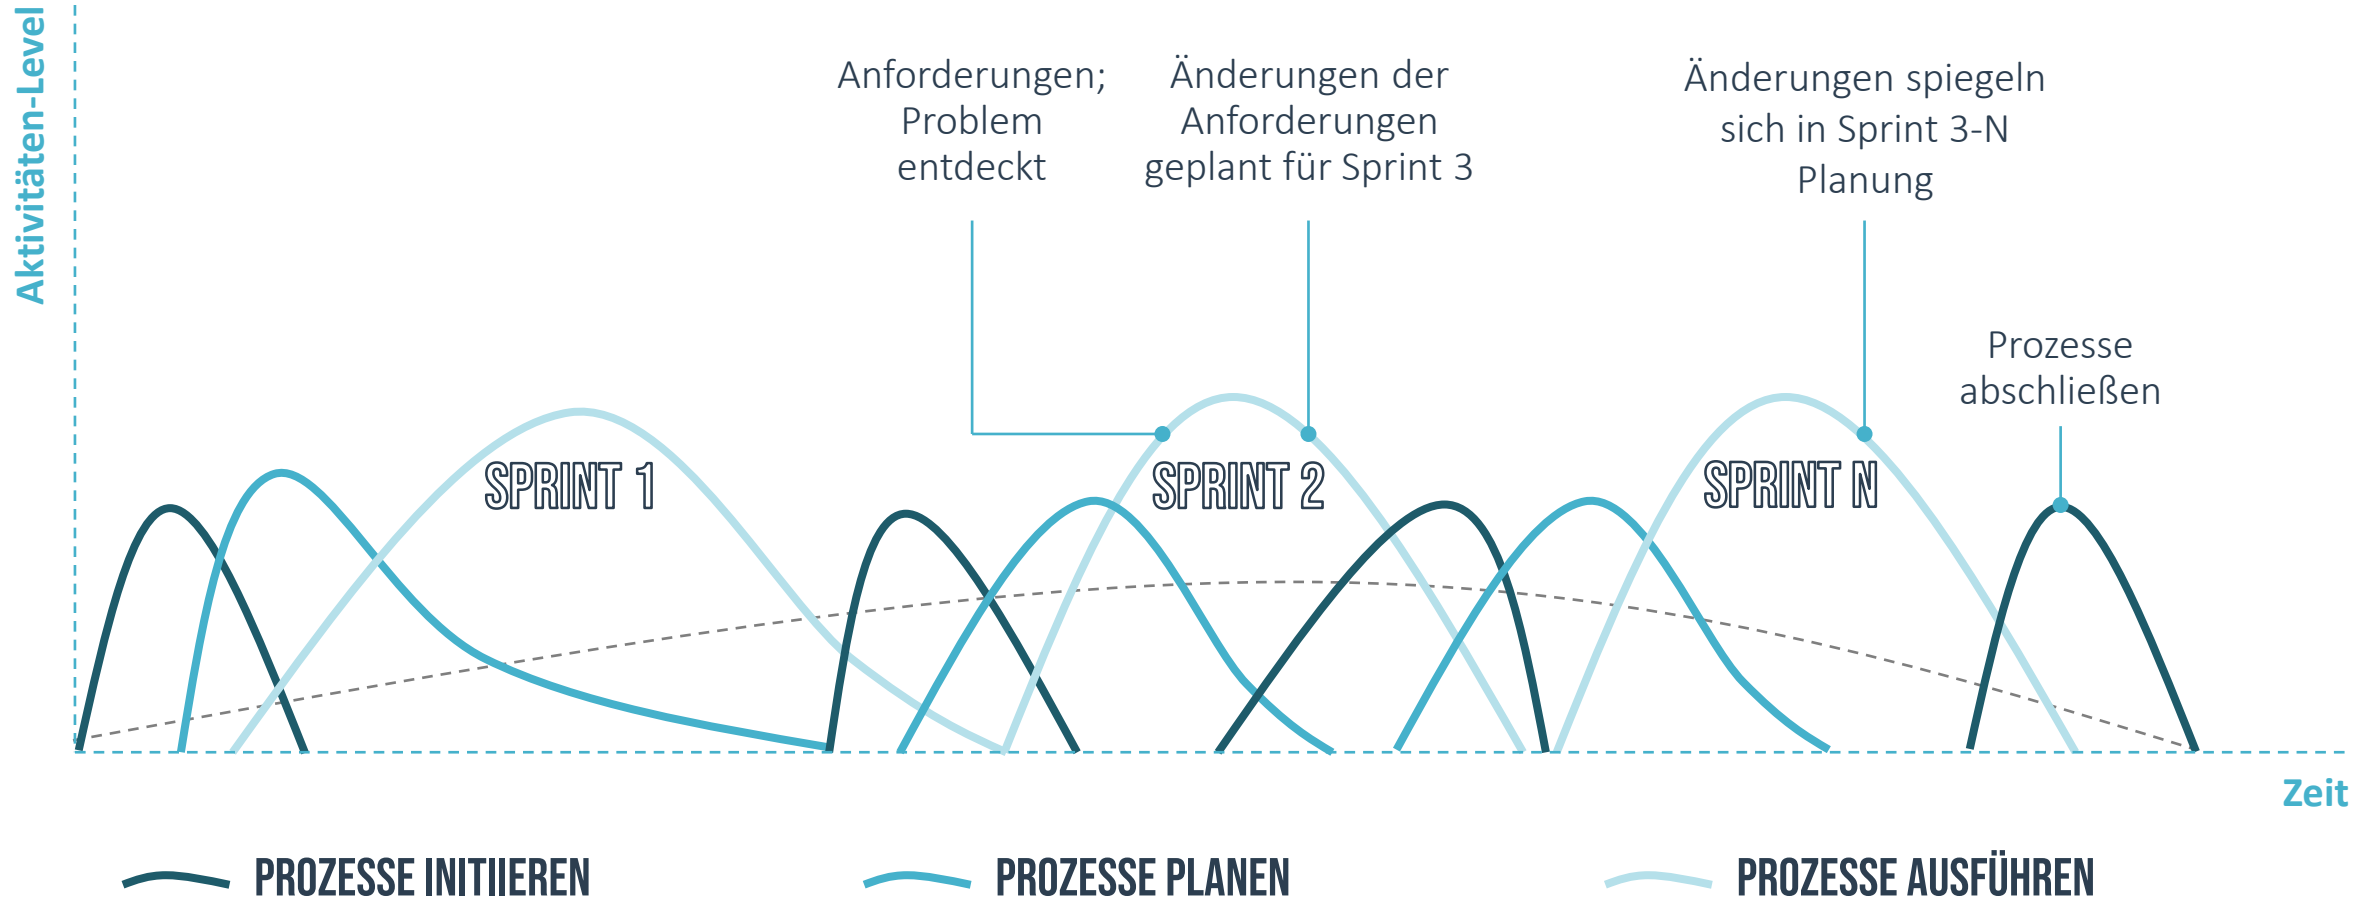 Aktivitäten-Level
Anforderungen;
Problem
entdeckt
Änderungen der
Anforderungen
geplant für Sprint 3
Änderungen spiegeln
sich in Sprint 3-N
Planung
Prozesse
abschließen
SPRINT 1
SPRINT 2
SPRINT N
Zeit
PROZESSE INITIIEREN
PROZESSE PLANEN
PROZESSE AUSFÜHREN